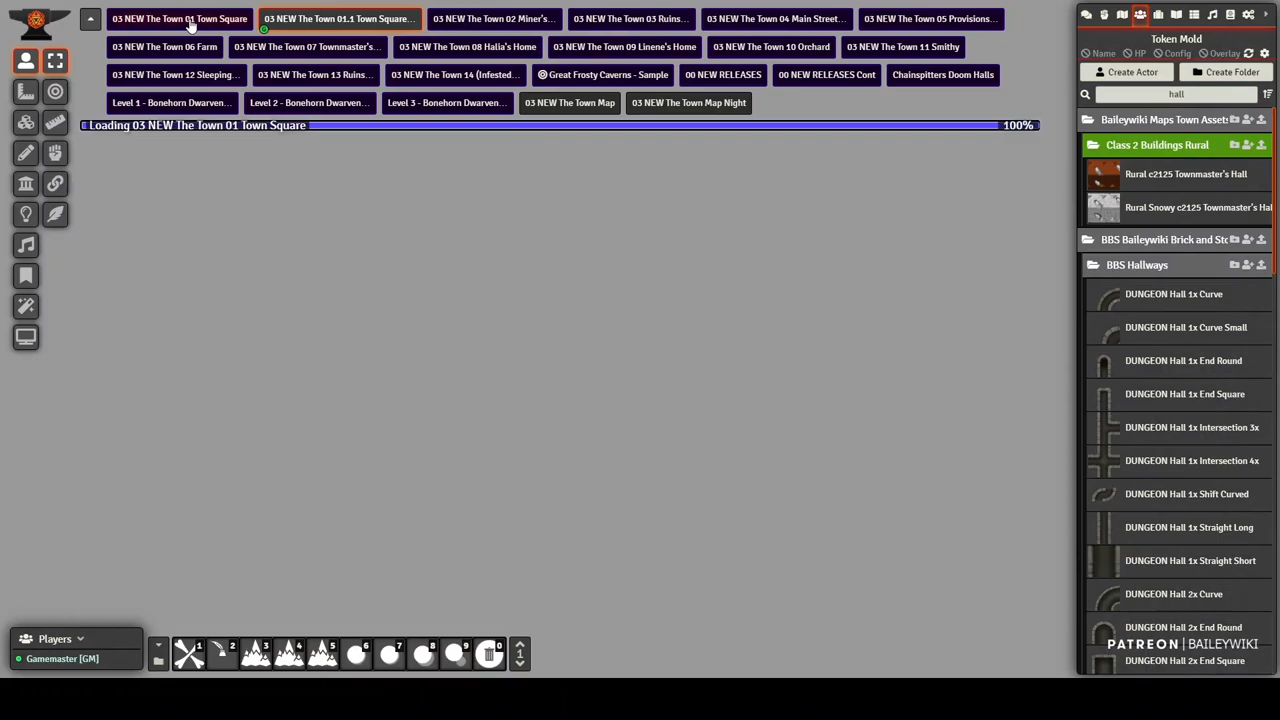 03 NEW The Town 01 Town Square
03 NEW The Town 01.1 Town Square...
03 NEW The Town 02 Miner's...
03 NEW The Town 03 Ruins...
03 NEW The Town 04 Main Street...
03 NEW The Town 05 Provisions...
03 NEW The Town 06 Farm
03 NEW The Town 07 Townmaster's...
03 NEW The Town 08 Halia's Home
03 NEW The Town 09 Linene's Home
03 NEW The Town 10 Orchard
03 NEW The Town 11 Smithy
03 NEW The Town 12 Sleeping...
03 NEW The Town 13 Ruins...
03 NEW The Town 14 (Infested...
Great Frosty Caverns - Sample
00 NEW RELEASES
00 NEW RELEASES Cont
Chainspitters Doom Halls
Level 1 - Bonehorn Dwarven...
Level 2 - Bonehorn Dwarven...
Level 3 - Bonehorn Dwarven...
03 NEW The Town Map
03 NEW The Town Map Night
Loading 03 NEW The Town 01 Town Square
100%
Players
Gamemaster [GM]
1
2
3
4
5
6
7
8
9
0
1
Token Mold
Name
HP
Config
Overlay
Create Actor
Create Folder
hall
Baileywiki Maps Town Assets
Class 2 Buildings Rural
Rural c2125 Townmaster's Hall
Rural Snowy c2125 Townmaster's Hal
BBS Baileywiki Brick and Sto
BBS Hallways
DUNGEON Hall 1x Curve
DUNGEON Hall 1x Curve Small
DUNGEON Hall 1x End Round
DUNGEON Hall 1x End Square
DUNGEON Hall 1x Intersection 3x
DUNGEON Hall 1x Intersection 4x
DUNGEON Hall 1x Shift Curved
DUNGEON Hall 1x Straight Long
DUNGEON Hall 1x Straight Short
DUNGEON Hall 2x Curve
DUNGEON Hall 2x End Round
PATREON BAILEYWIKI
DUNGEON Hall 2x End Square